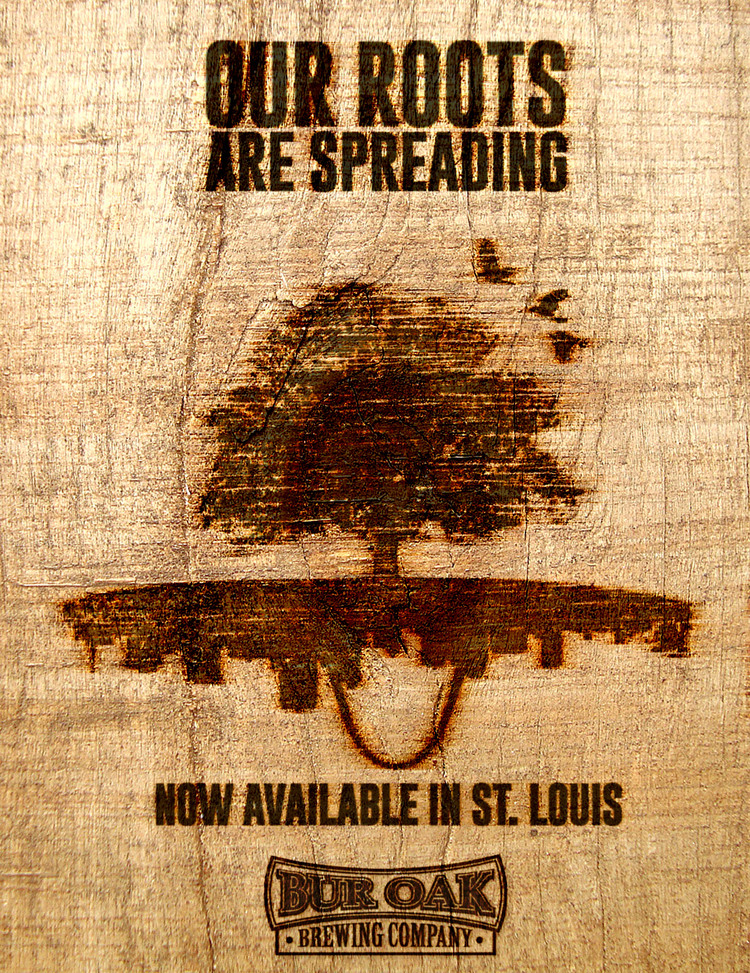 OUR ROOTS
ARE SPREADING
NOW AVAILABLE IN ST. LOUIS
BUR OAK
• BREWING COMPANY •